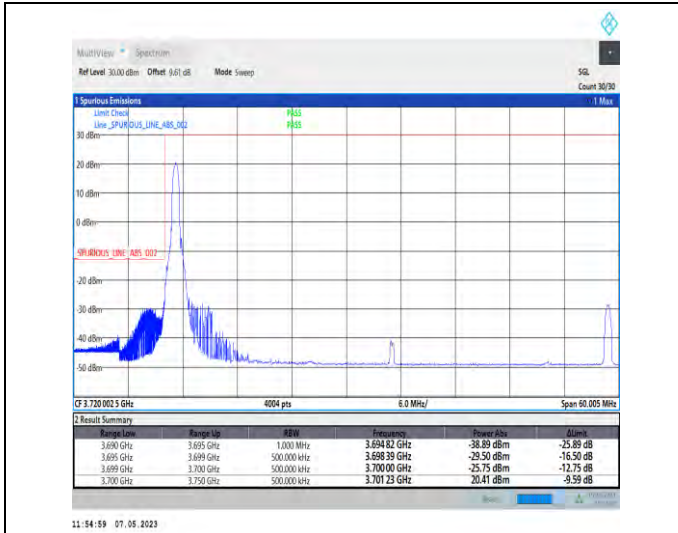 MultiView Spectrum
Ref Level 30.00 dBm Offset 9.61 dB Mode Sweep SGL
Count 30/30
1 Spurious Emissions 1 Max
Limit Check PASS
Line _SPURIOUS_LINE_ABS_002 PASS
30 dBm
20 dBm
10 dBm
0 dBm
_SPURIOUS_LINE_ABS_002
-20 dBm
-30 dBm
-40 dBm
-50 dBm
CF 3.720 002 5 GHz 4004 pts 6.0 MHz/ Span 60.005 MHz
2 Result Summary
Range Low Range Up RBW Frequency Power Abs ΔLimit
3.690 GHz 3.695 GHz 1.000 MHz 3.694 82 GHz -38.89 dBm -25.89 dB
3.695 GHz 3.699 GHz 500.000 kHz 3.698 39 GHz -29.50 dBm -16.50 dB
3.699 GHz 3.700 GHz 500.000 kHz 3.700 00 GHz -25.75 dBm -12.75 dB
3.700 GHz 3.750 GHz 500.000 kHz 3.701 23 GHz 20.41 dBm -9.59 dB
11:54:59 07.05.2023